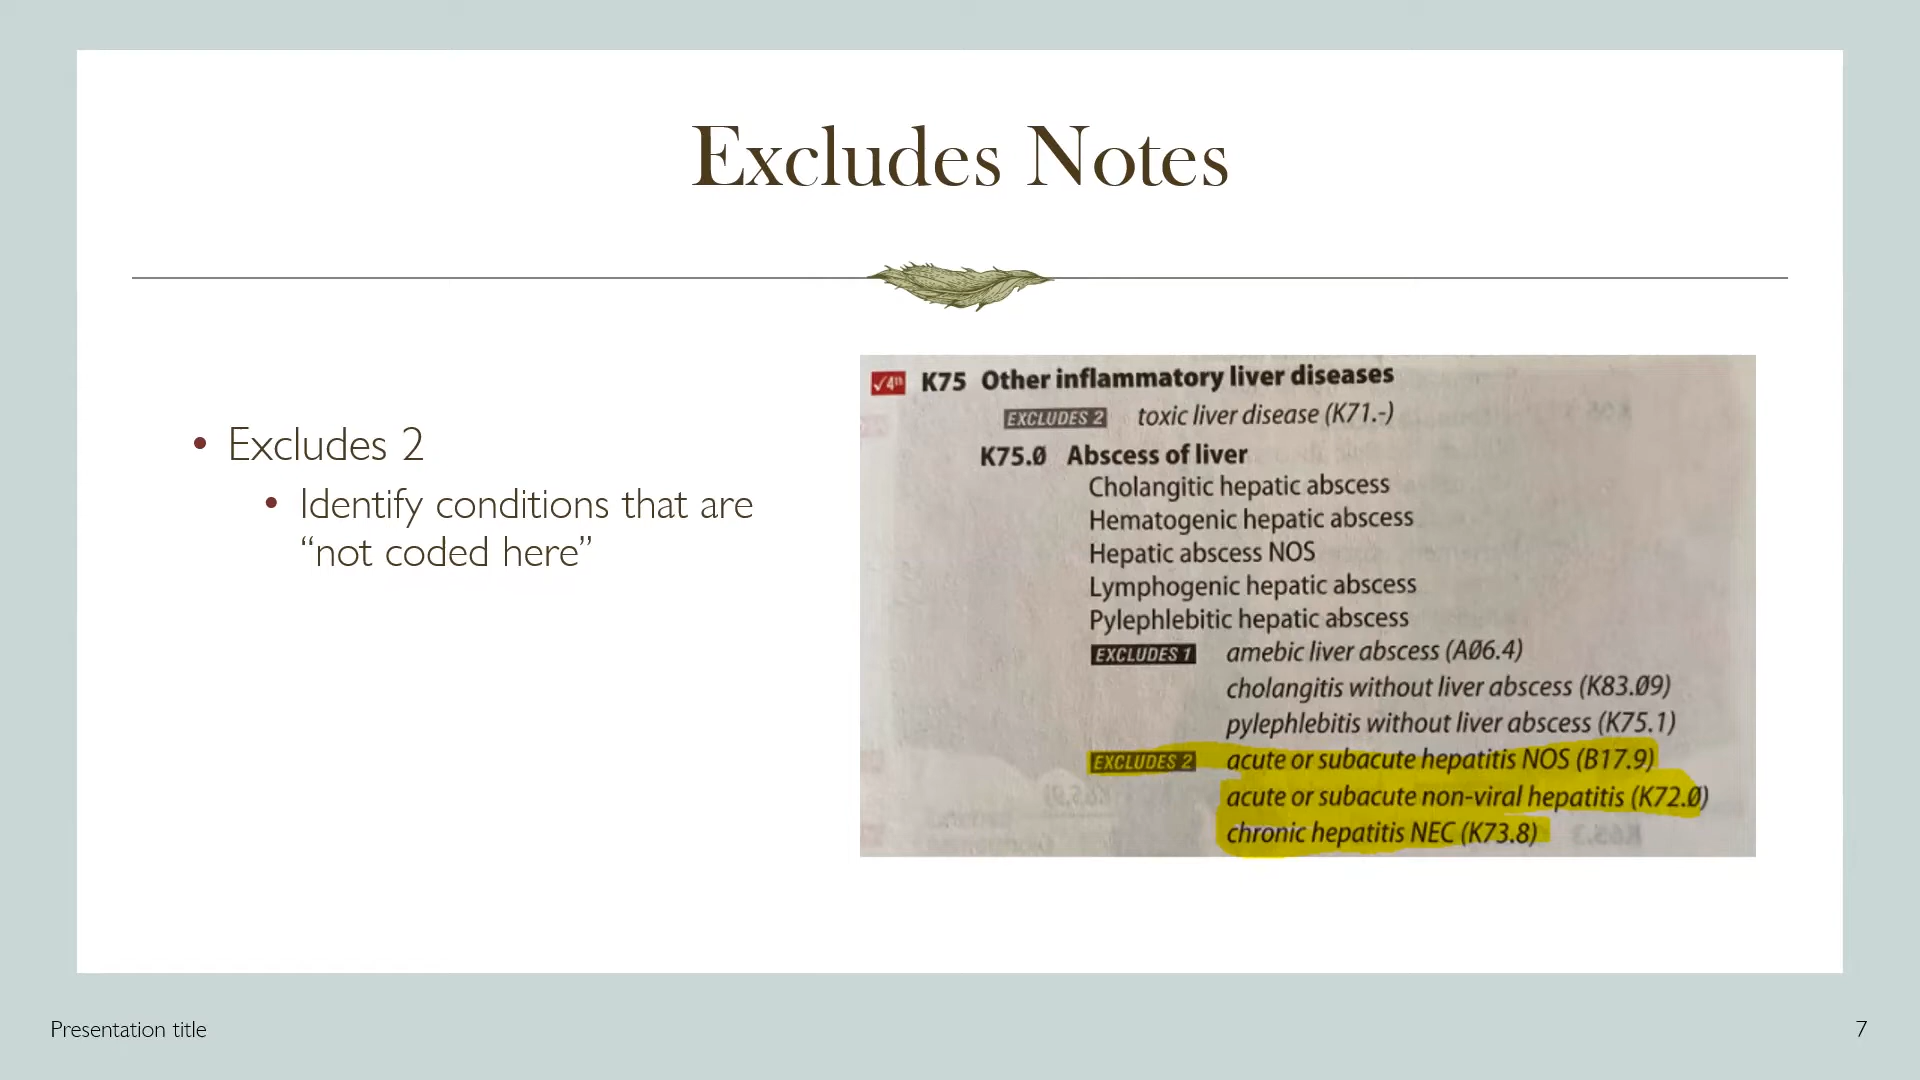 Excludes Notes
• Excludes 2
• Identify conditions that are
“not coded here”
✓4th K75 Other inflammatory liver diseases
EXCLUDES 2 toxic liver disease (K71.-)
K75.Ø Abscess of liver
Cholangitic hepatic abscess
Hematogenic hepatic abscess
Hepatic abscess NOS
Lymphogenic hepatic abscess
Pylephlebitic hepatic abscess
EXCLUDES 1 amebic liver abscess (AØ6.4)
cholangitis without liver abscess (K83.Ø9)
pylephlebitis without liver abscess (K75.1)
EXCLUDES 2 acute or subacute hepatitis NOS (B17.9)
acute or subacute non-viral hepatitis (K72.Ø)
chronic hepatitis NEC (K73.8)
Presentation title
7